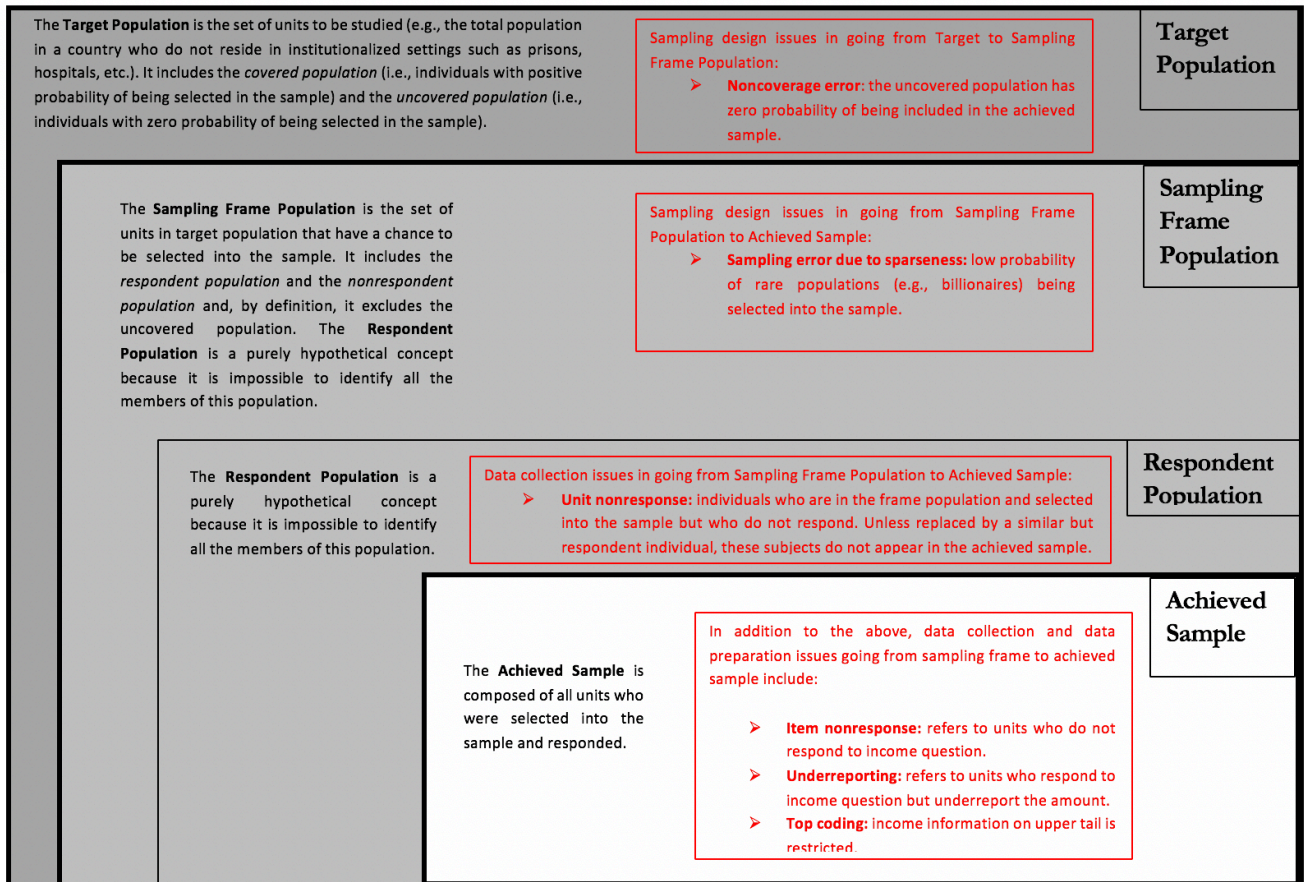 The Target Population is the set of units to be studied (e.g., the total population
in a country who do not reside in institutionalized settings such as prisons,
hospitals, etc.). It includes the covered population (i.e., individuals with positive
probability of being selected in the sample) and the uncovered population (i.e.,
individuals with zero probability of being selected in the sample).
Sampling design issues in going from Target to Sampling
Frame Population:
➢ Noncoverage error: the uncovered population has
zero probability of being included in the achieved
sample.
Target
Population
The Sampling Frame Population is the set of
units in target population that have a chance to
be selected into the sample. It includes the
respondent population and the nonrespondent
population and, by definition, it excludes the
uncovered population. The Respondent
Population is a purely hypothetical concept
because it is impossible to identify all the
members of this population.
Sampling design issues in going from Sampling Frame
Population to Achieved Sample:
➢ Sampling error due to sparseness: low probability
of rare populations (e.g., billionaires) being
selected into the sample.
Sampling
Frame
Population
The Respondent Population is a
purely hypothetical concept
because it is impossible to identify
all the members of this population.
Data collection issues in going from Sampling Frame Population to Achieved Sample:
➢ Unit nonresponse: individuals who are in the frame population and selected
into the sample but who do not respond. Unless replaced by a similar but
respondent individual, these subjects do not appear in the achieved sample.
Respondent
Population
The Achieved Sample is
composed of all units who
were selected into the
sample and responded.
In addition to the above, data collection and data
preparation issues going from sampling frame to achieved
sample include:
➢ Item nonresponse: refers to units who do not
respond to income question.
➢ Underreporting: refers to units who respond to
income question but underreport the amount.
➢ Top coding: income information on upper tail is
restricted.
Achieved
Sample